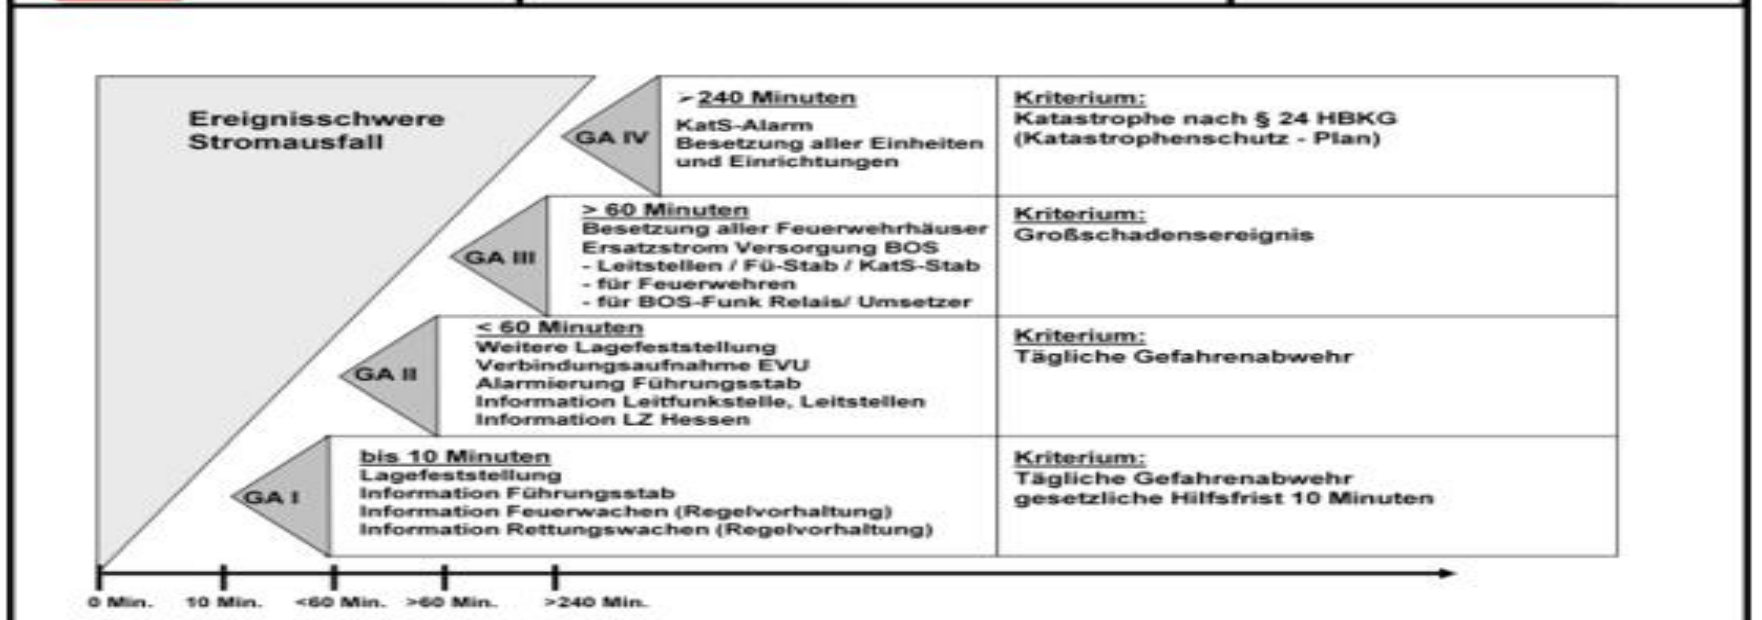 Ereignisschwere
Stromausfall
GA IV
➢ 240 Minuten
KatS-Alarm
Besetzung aller Einheiten
und Einrichtungen
Kriterium:
Katastrophe nach § 24 HBKG
(Katastrophenschutz - Plan)
GA III
> 60 Minuten
Besetzung aller Feuerwehrhäuser
Ersatzstrom Versorgung BOS
- Leitstellen / Fü-Stab / KatS-Stab
- für Feuerwehren
- für BOS-Funk Relais/ Umsetzer
Kriterium:
Großschadensereignis
GA II
< 60 Minuten
Weitere Lagefeststellung
Verbindungsaufnahme EVU
Alarmierung Führungsstab
Information Leitfunkstelle, Leitstellen
Information LZ Hessen
Kriterium:
Tägliche Gefahrenabwehr
GA I
bis 10 Minuten
Lagefeststellung
Information Führungsstab
Information Feuerwachen (Regelvorhaltung)
Information Rettungswachen (Regelvorhaltung)
Kriterium:
Tägliche Gefahrenabwehr
gesetzliche Hilfsfrist 10 Minuten
0 Min. 10 Min. <60 Min. >60 Min. >240 Min.